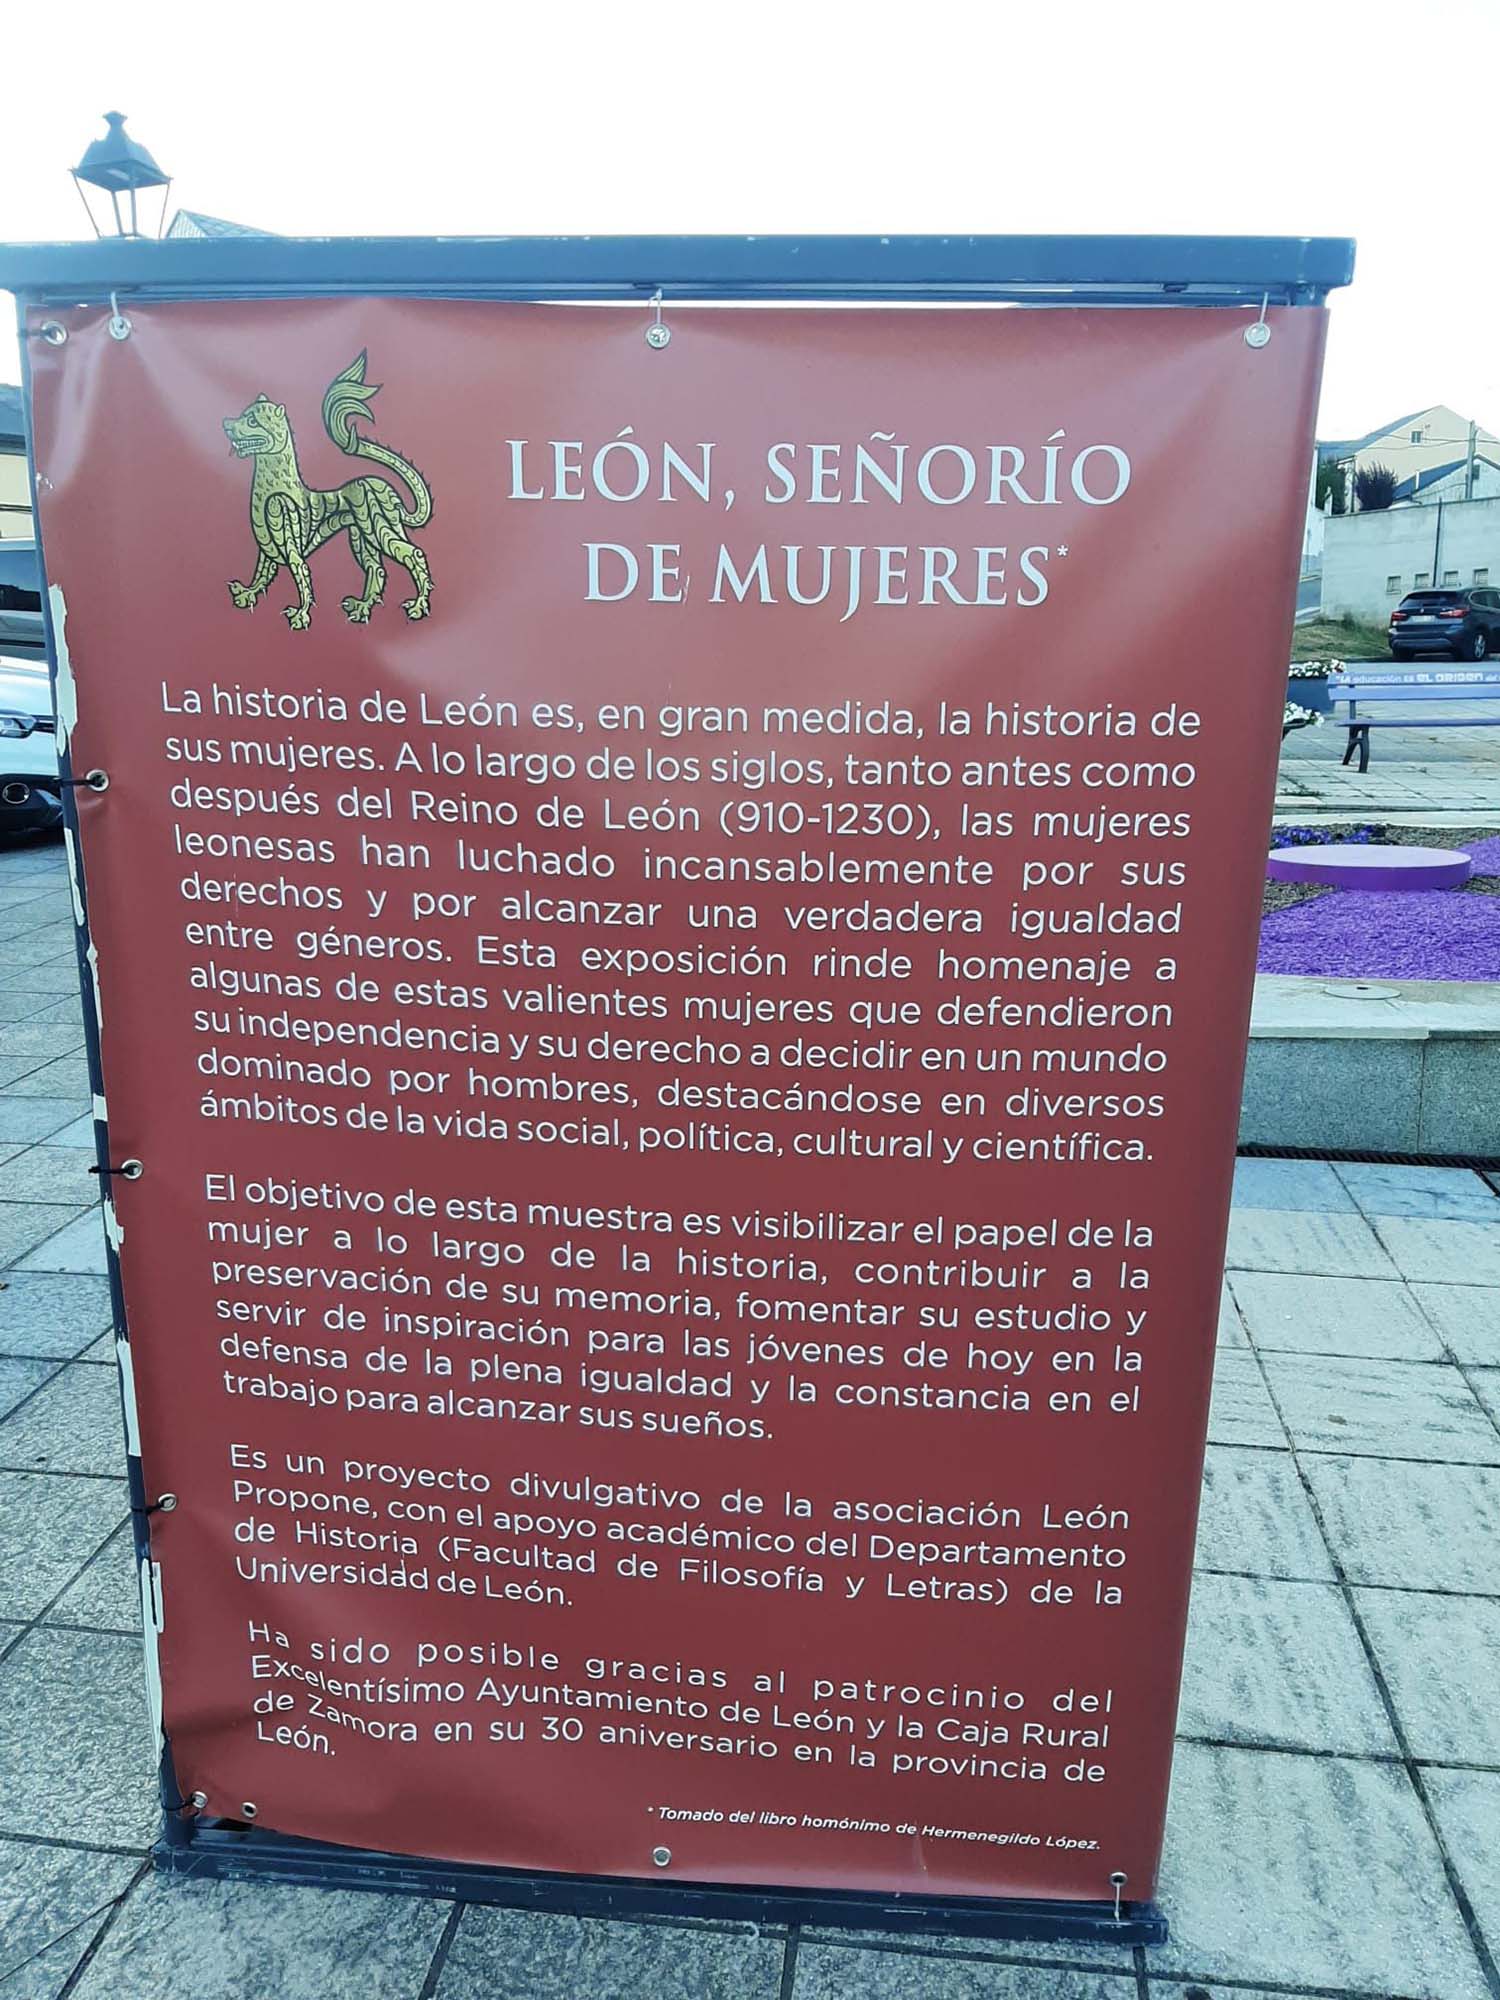 LEÓN, SEÑORÍO
DE MUJERES*
La historia de León es, en gran medida, la historia de
sus mujeres. A lo largo de los siglos, tanto antes como
después del Reino de León (910-1230), las mujeres
leonesas han luchado incansablemente por sus
derechos y por alcanzar una verdadera igualdad
entre géneros. Esta exposición rinde homenaje a
algunas de estas valientes mujeres que defendieron
su independencia y su derecho a decidir en un mundo
dominado por hombres, destacándose en diversos
ámbitos de la vida social, política, cultural y científica.
El objetivo de esta muestra es visibilizar el papel de la
mujer a lo largo de la historia, contribuir a la
preservación de su memoria, fomentar su estudio y
servir de inspiración para las jóvenes de hoy en la
defensa de la plena igualdad y la constancia en el
trabajo para alcanzar sus sueños.
Es un proyecto divulgativo de la asociación León
Propone, con el apoyo académico del Departamento
de Historia (Facultad de Filosofía y Letras) de la
Universidad de León.
Ha sido posible gracias al patrocinio del
Excelentísimo Ayuntamiento de León y la Caja Rural
de Zamora en su 30 aniversario en la provincia de
León.
* Tomado del libro homónimo de Hermenegildo López.
"LA educación es EL ORIGEN del